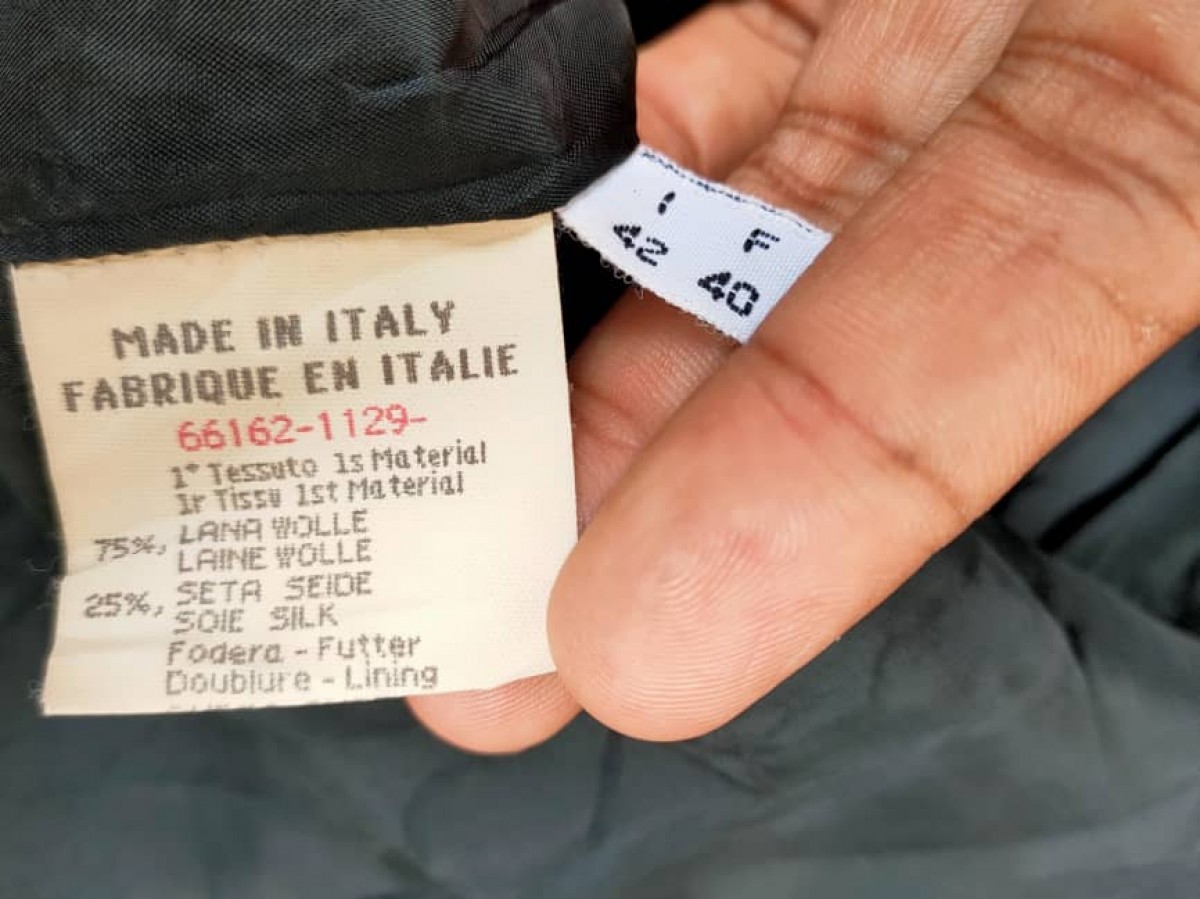 MADE IN ITALY
FABRIQUE EN ITALIE
66162-1129-
1° Tessuto 1s Material
1r Tissu 1st Material
75%, LANA WOLLE
LAINE WOLLE
25%, SETA SEIDE
SOIE SILK
Fodera - Futter
Doublure - Lining
I F
42 40